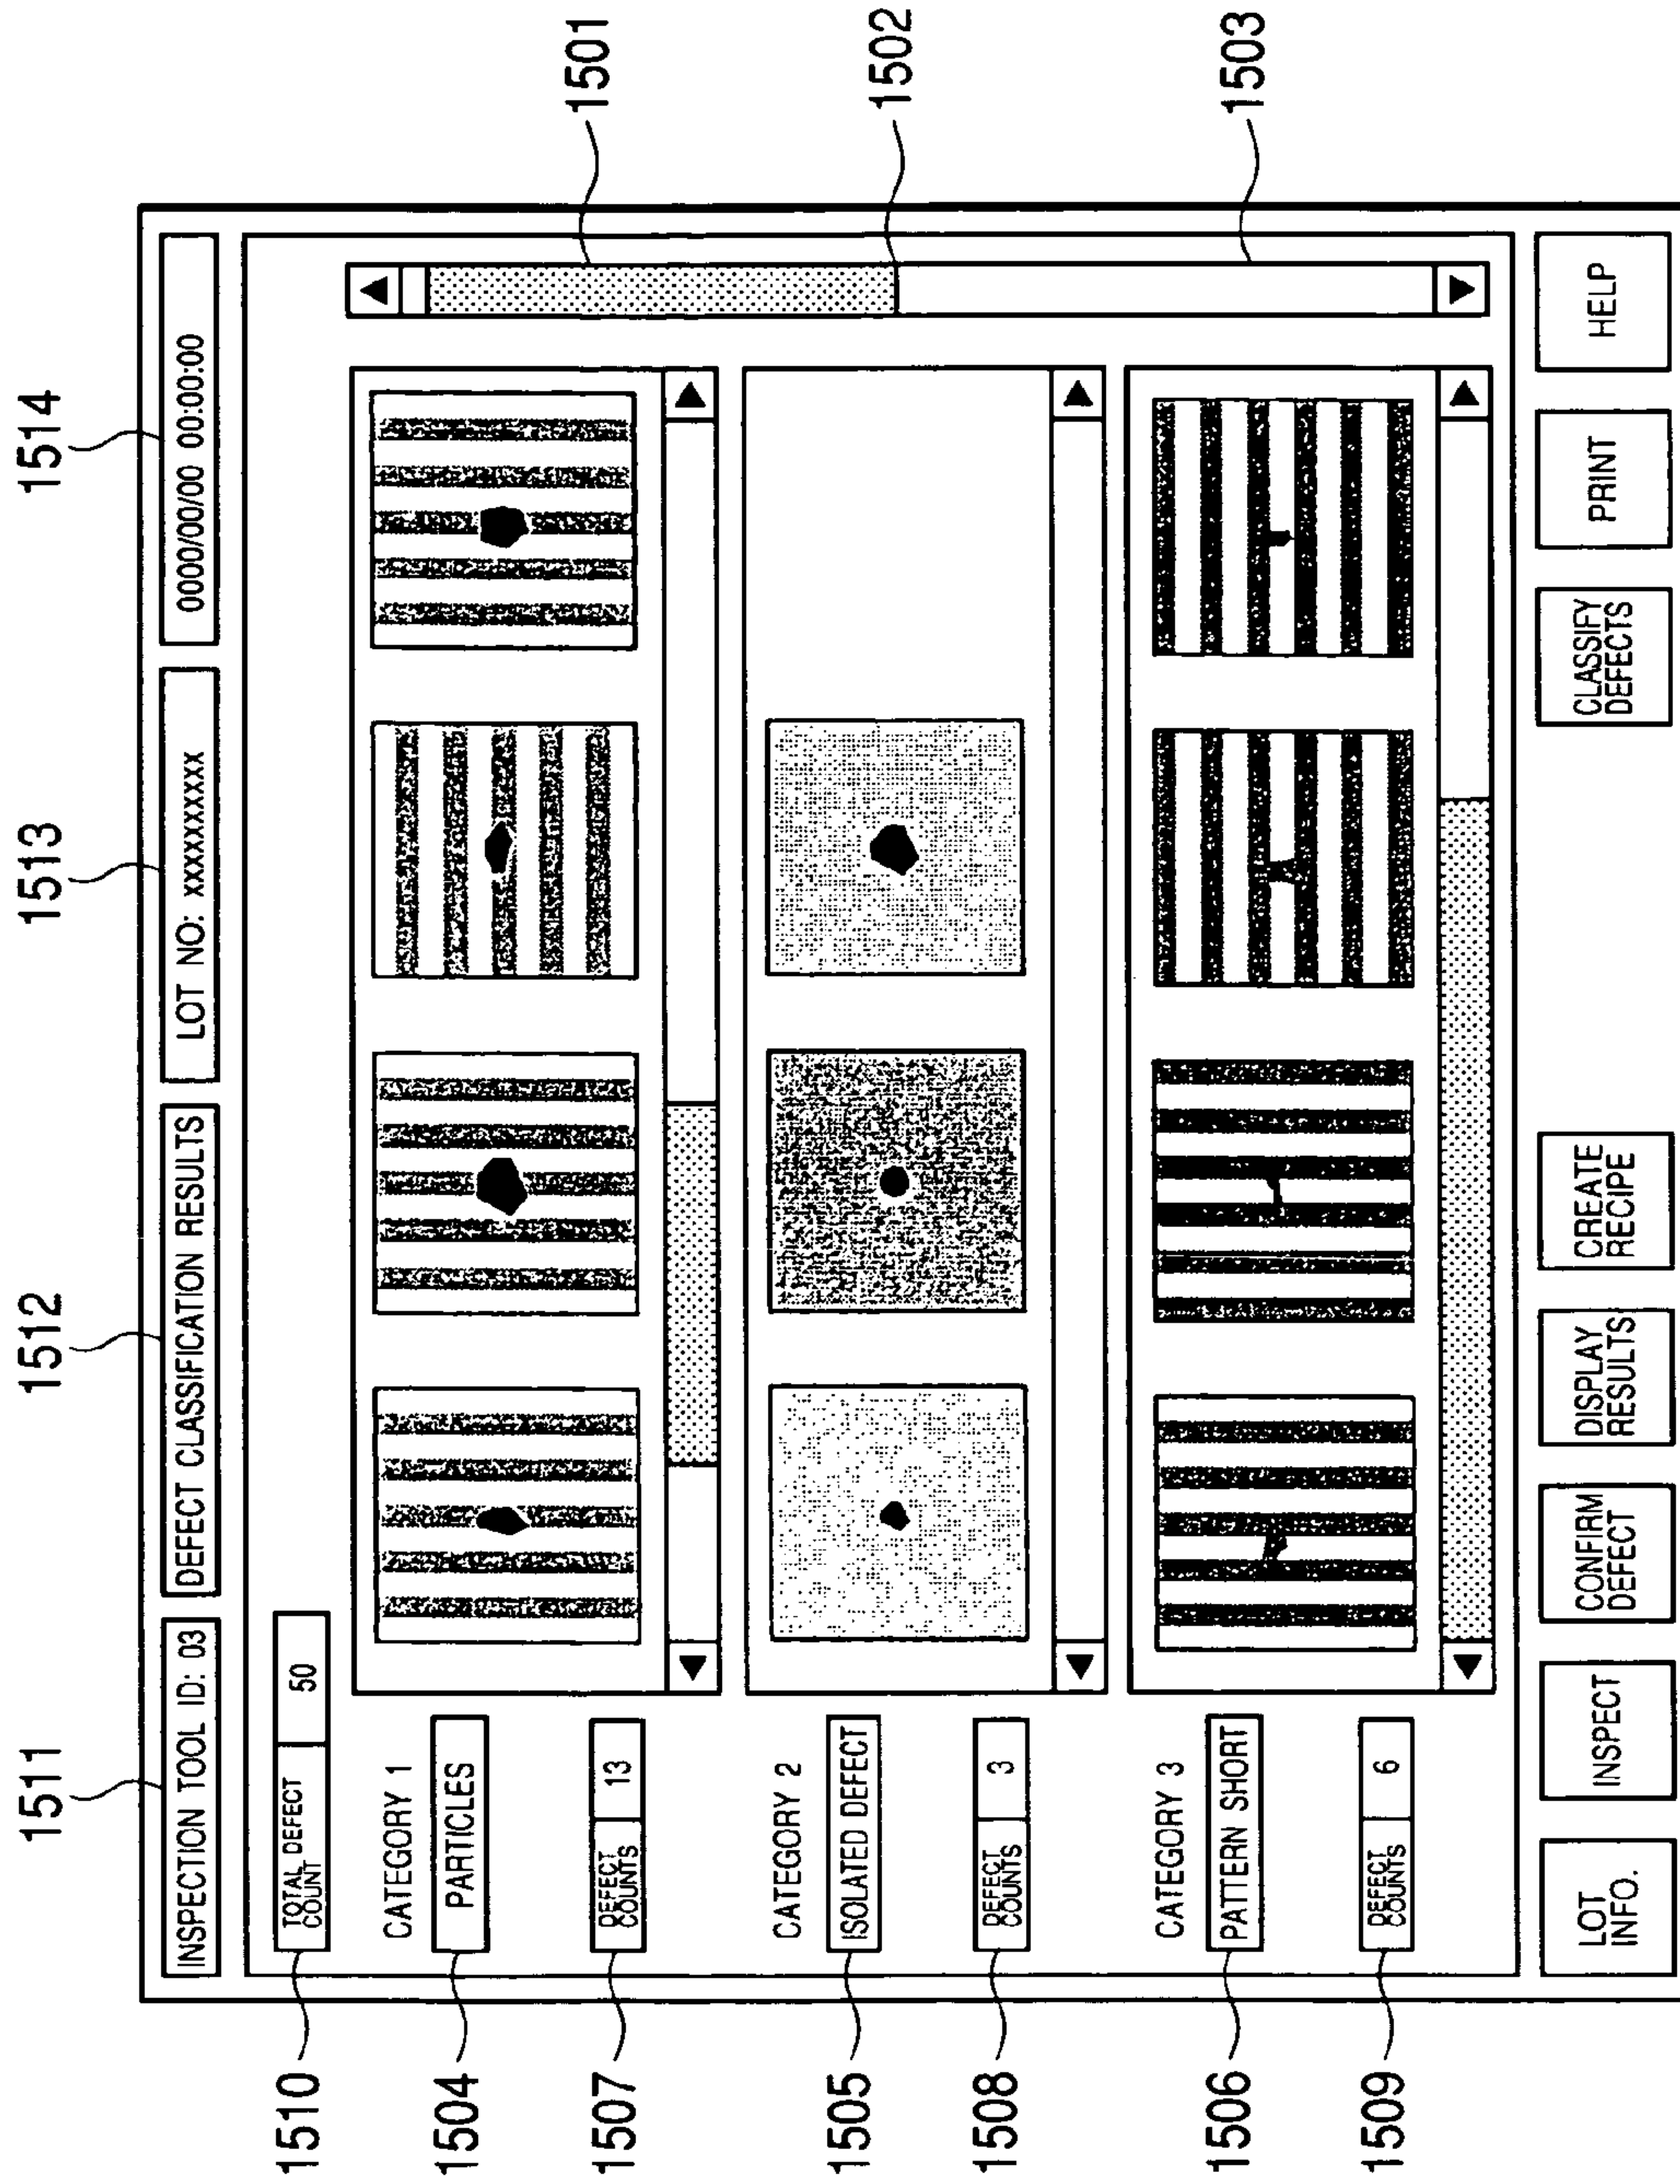 1511
1512
1513
1514
INSPECTION TOOL ID: 03
DEFECT CLASSIFICATION RESULTS
LOT NO: xxxxxxxxxx
0000/00/00 00:00:00
1510
TOTAL DEFECT
COUNT
50
CATEGORY 1
1504
PARTICLES
1507
DEFECT
COUNTS
13
1501
CATEGORY 2
1505
ISOLATED DEFECT
1508
DEFECT
COUNTS
3
1502
CATEGORY 3
1506
PATTERN SHORT
1509
DEFECT
COUNTS
6
1503
LOT
INFO.
INSPECT
CONFIRM
DEFECT
DISPLAY
RESULTS
CREATE
RECIPE
CLASSIFY
DEFECTS
PRINT
HELP